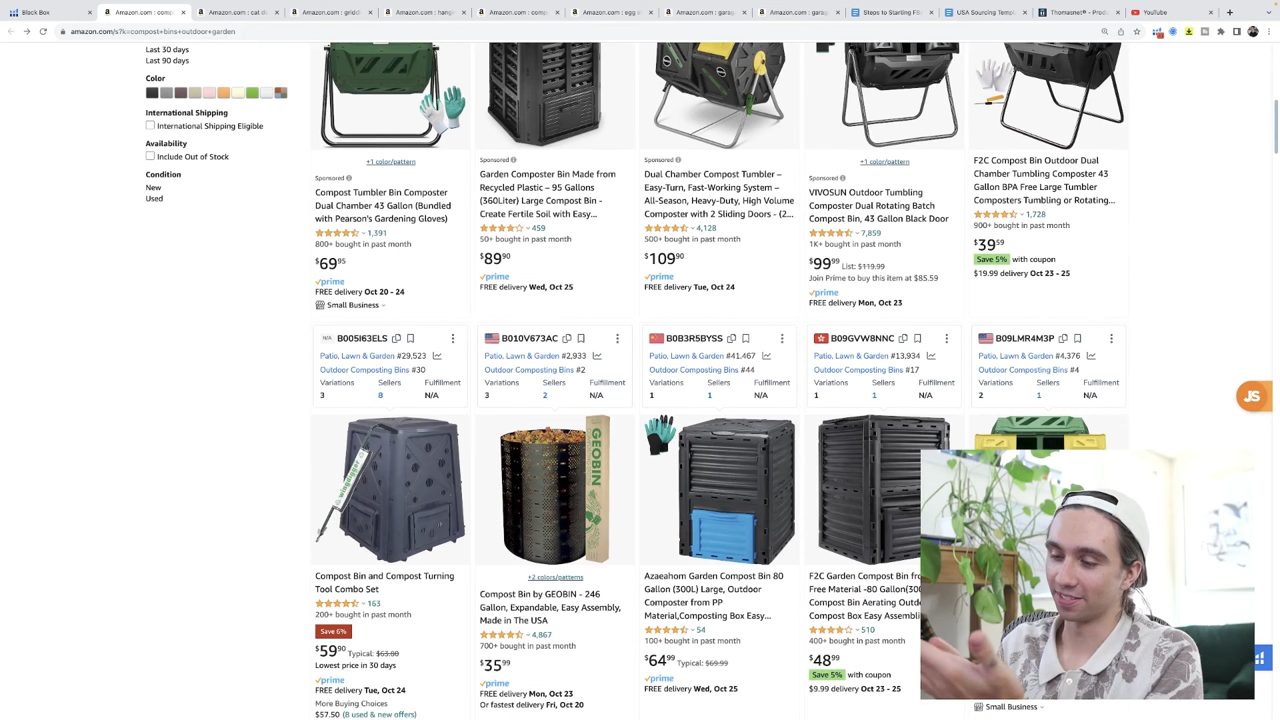 Black Box
Amazon.com : comp
Amazon.com : cat d
Amazon.com : griddl
Amazon.com : hang
Amazon.com : comp
Amazon.com : egg
Amazon.com : garag
Amazon.com : garag
Steps to Starting F
USA Sourcing Temp
Thomasnet® - Produ
YouTube
amazon.com/s?k=compost+bins+outdoor+garden
Last 30 days
Last 90 days
Color
International Shipping
International Shipping Eligible
Availability
Include Out of Stock
Condition
New
Used
+1 color/pattern
Sponsored
Compost Tumbler Bin Composter
Dual Chamber 43 Gallon (Bundled
with Pearson's Gardening Gloves)
1,391
800+ bought in past month
$69 95
prime
FREE delivery Oct 20 - 24
Small Business
Sponsored
Garden Composter Bin Made from
Recycled Plastic – 95 Gallons
(360Liter) Large Compost Bin -
Create Fertile Soil with Easy...
459
50+ bought in past month
$89 90
prime
FREE delivery Wed, Oct 25
Sponsored
Dual Chamber Compost Tumbler –
Easy-Turn, Fast-Working System –
All-Season, Heavy-Duty, High Volume
Composter with 2 Sliding Doors - (2...
4,128
500+ bought in past month
$109 90
prime
FREE delivery Tue, Oct 24
+1 color/pattern
Sponsored
VIVOSUN Outdoor Tumbling
Composter Dual Rotating Batch
Compost Bin, 43 Gallon Black Door
7,859
1K+ bought in past month
$99 99 List: $119.99
Join Prime to buy this item at $85.59
prime
FREE delivery Mon, Oct 23
F2C Compost Bin Outdoor Dual
Chamber Tumbling Composter 43
Gallon BPA Free Large Tumbler
Composters Tumbling or Rotating...
1,728
900+ bought in past month
$39 59
Save 5% with coupon
$19.99 delivery Oct 23 - 25
N/A B005I63ELS
Patio, Lawn & Garden #29,523
Outdoor Composting Bins #30
Variations Sellers Fulfillment
3 8 N/A
B010V673AC
Patio, Lawn & Garden #2,933
Outdoor Composting Bins #2
Variations Sellers Fulfillment
3 2 N/A
B0B3R5BYSS
Patio, Lawn & Garden #41,467
Outdoor Composting Bins #44
Variations Sellers Fulfillment
1 1 N/A
B09GVW8NNC
Patio, Lawn & Garden #13,934
Outdoor Composting Bins #17
Variations Sellers Fulfillment
1 1 N/A
B09LMR4M3P
Patio, Lawn & Garden #4,376
Outdoor Composting Bins #4
Variations Sellers Fulfillment
2 1 N/A
JS
GEOBIN
Compost Bin and Compost Turning
Tool Combo Set
163
200+ bought in past month
Save 6%
$59 90 Typical: $63.80
Lowest price in 30 days
prime
FREE delivery Tue, Oct 24
More Buying Choices
$57.50 (8 used & new offers)
+2 colors/patterns
Compost Bin by GEOBIN - 246
Gallon, Expandable, Easy Assembly,
Made in The USA
4,867
700+ bought in past month
$35 99
prime
FREE delivery Mon, Oct 23
Or fastest delivery Fri, Oct 20
Azaeahom Garden Compost Bin 80
Gallon (300L) Large, Outdoor
Composter from PP
Material,Composting Box Easy...
54
100+ bought in past month
$64 99 Typical: $69.99
prime
FREE delivery Wed, Oct 25
F2C Garden Compost Bin fro
Free Material -80 Gallon(300
Compost Bin Aerating Outd
Compost Box Easy Assembli
510
400+ bought in past month
$48 99
Save 5% with coupon
$9.99 delivery Oct 23 - 25
Small Business